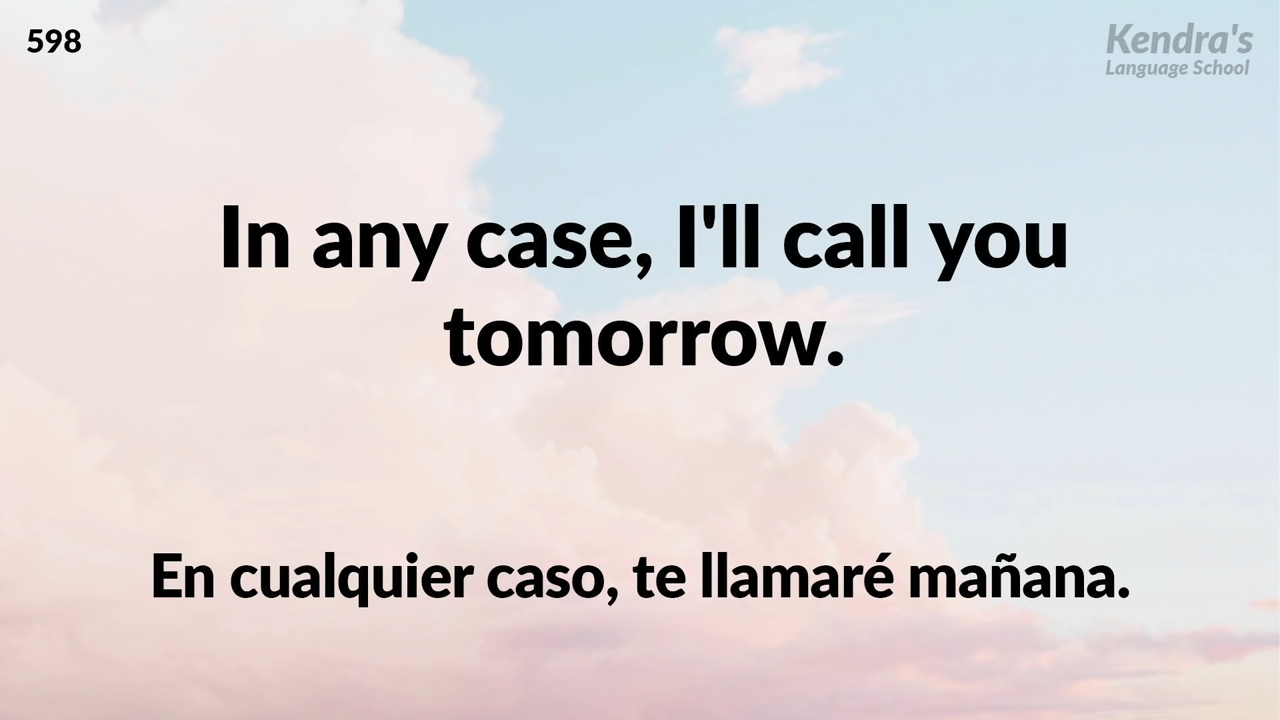 598
Kendra's
Language School
In any case, I'll call you
tomorrow.
En cualquier caso, te llamaré mañana.